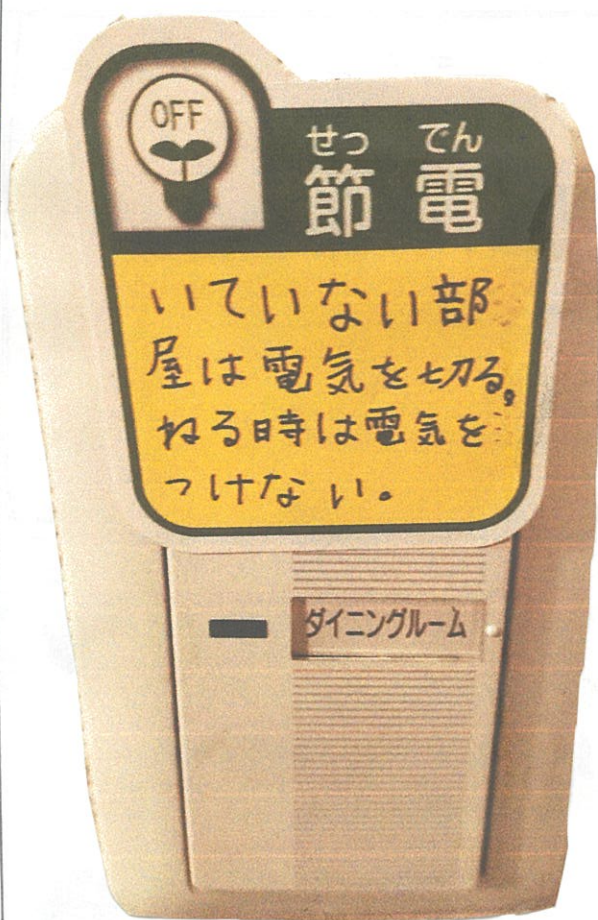 OFF
せつ でん
節電
いていない部
屋は電気を切る。
ねる時は電気を
つけない。
ダイニングルーム